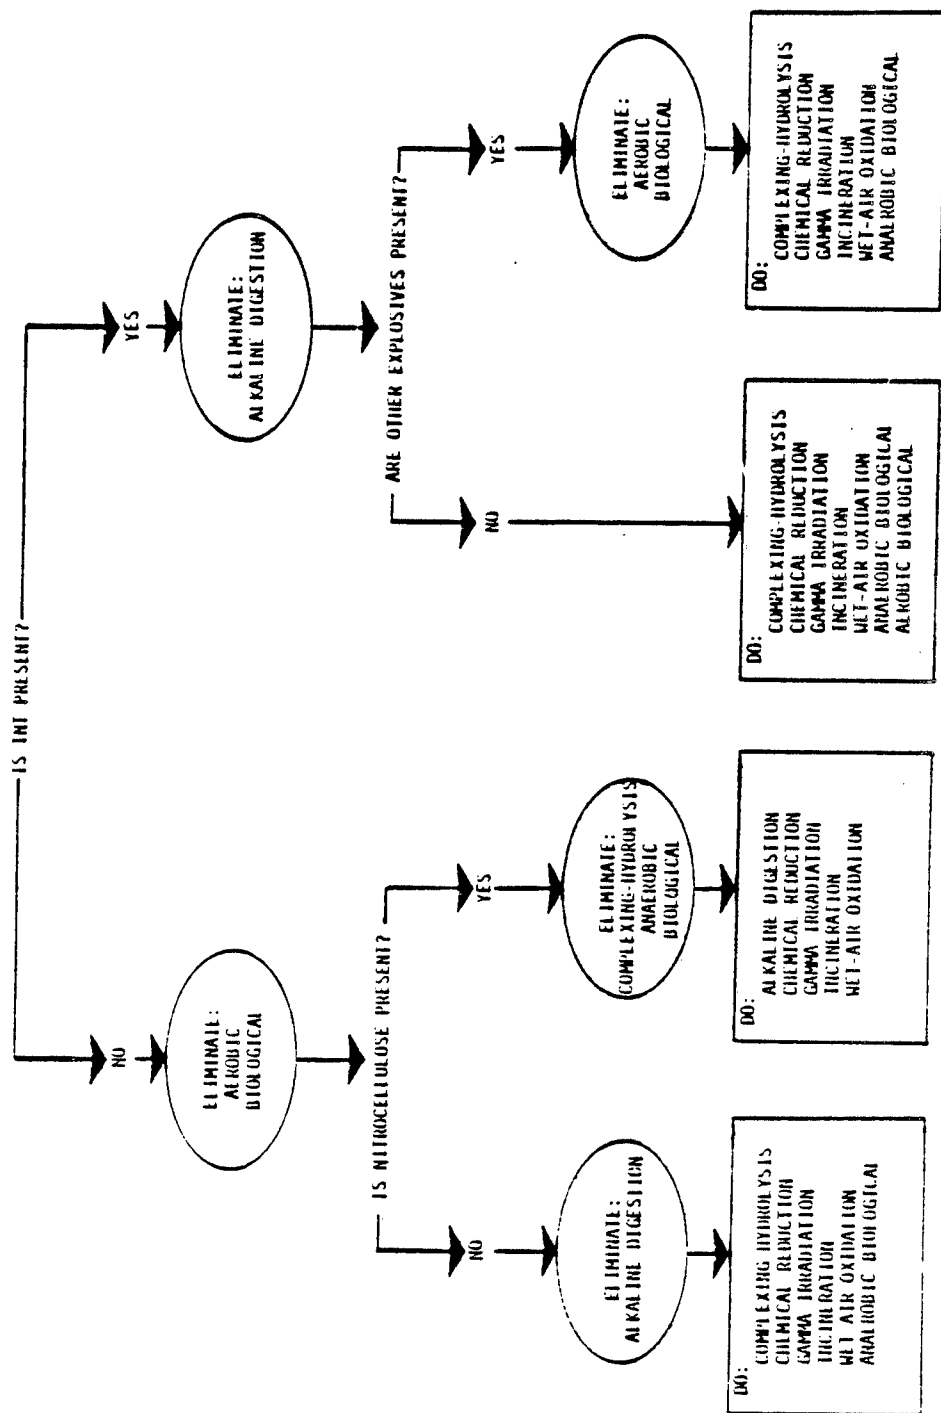 IS TNT PRESENT?
NO
YES
ELIMINATE:
AEROBIC
BIOLOGICAL
ELIMINATE:
ALKALINE DIGESTION
IS NITROCELLULOSE PRESENT?
ARE OTHER EXPLOSIVES PRESENT?
NO
YES
NO
YES
ELIMINATE:
ALKALINE DIGESTION
ELIMINATE:
COMPLEXING-HYDROLYSIS
ANAEROBIC
BIOLOGICAL
ELIMINATE:
AEROBIC
BIOLOGICAL
DO:
COMPLEXING HYDROLYSIS
CHEMICAL REDUCTION
GAMMA IRRADIATION
INCINERATION
WET AIR OXIDATION
ANAEROBIC BIOLOGICAL
DO:
ALKALINE DIGESTION
CHEMICAL REDUCTION
GAMMA IRRADIATION
INCINERATION
WET-AIR OXIDATION
DO:
COMPLEXING-HYDROLYSIS
CHEMICAL REDUCTION
GAMMA IRRADIATION
INCINERATION
WET-AIR OXIDATION
ANAEROBIC BIOLOGICAL
AEROBIC BIOLOGICAL
DO:
COMPLEXING-HYDROLYSIS
CHEMICAL REDUCTION
GAMMA IRRADIATION
INCINERATION
WET-AIR OXIDATION
ANAEROBIC BIOLOGICAL